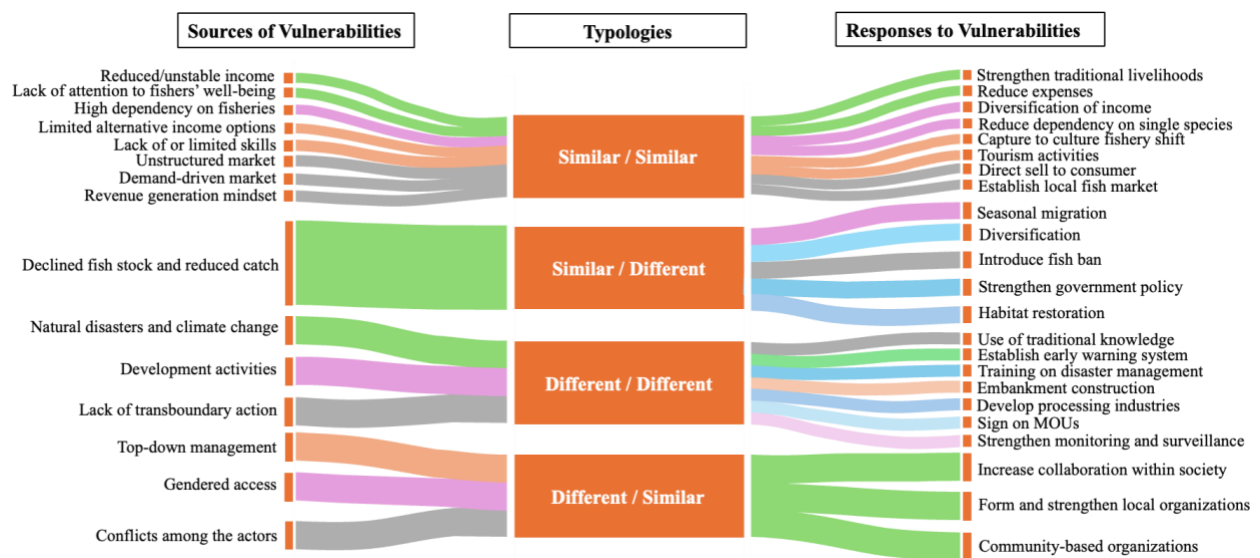 Sources of Vulnerabilities
Typologies
Responses to Vulnerabilities
Reduced/unstable income
Lack of attention to fishers' well-being
High dependency on fisheries
Limited alternative income options
Lack of or limited skills
Unstructured market
Demand-driven market
Revenue generation mindset
Declined fish stock and reduced catch
Natural disasters and climate change
Development activities
Lack of transboundary action
Top-down management
Gendered access
Conflicts among the actors
Similar / Similar
Similar / Different
Different / Different
Different / Similar
Strengthen traditional livelihoods
Reduce expenses
Diversification of income
Reduce dependency on single species
Capture to culture fishery shift
Tourism activities
Direct sell to consumer
Establish local fish market
Seasonal migration
Diversification
Introduce fish ban
Strengthen government policy
Habitat restoration
Use of traditional knowledge
Establish early warning system
Training on disaster management
Embankment construction
Develop processing industries
Sign on MOUs
Strengthen monitoring and surveillance
Increase collaboration within society
Form and strengthen local organizations
Community-based organizations